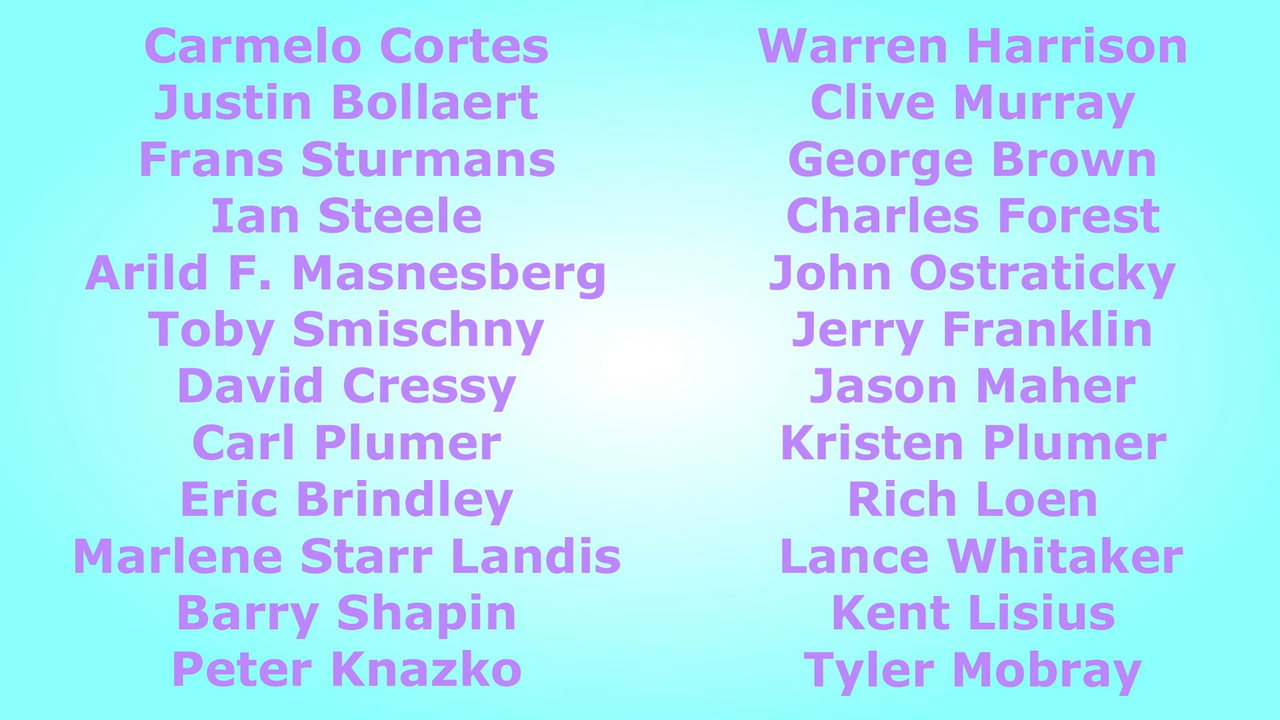 Carmelo Cortes
Justin Bollaert
Frans Sturmans
Ian Steele
Arild F. Masnesberg
Toby Smischny
David Cressy
Carl Plumer
Eric Brindley
Marlene Starr Landis
Barry Shapin
Peter Knazko
Warren Harrison
Clive Murray
George Brown
Charles Forest
John Ostraticky
Jerry Franklin
Jason Maher
Kristen Plumer
Rich Loen
Lance Whitaker
Kent Lisius
Tyler Mobray